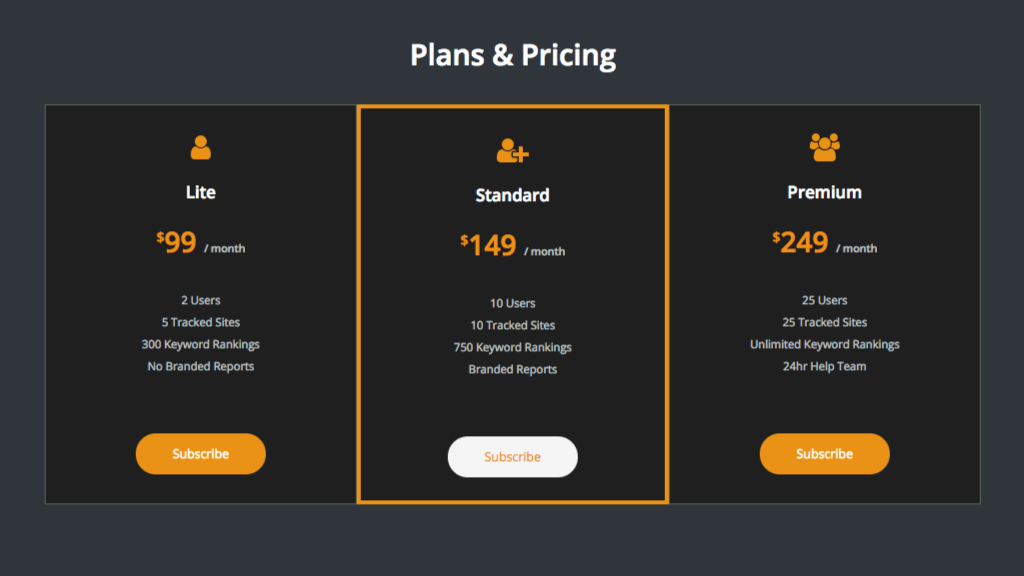 Plans & Pricing
Lite
$99 / month
2 Users
5 Tracked Sites
300 Keyword Rankings
No Branded Reports
Subscribe
Standard
$149 / month
10 Users
10 Tracked Sites
750 Keyword Rankings
Branded Reports
Subscribe
Premium
$249 / month
25 Users
25 Tracked Sites
Unlimited Keyword Rankings
24hr Help Team
Subscribe